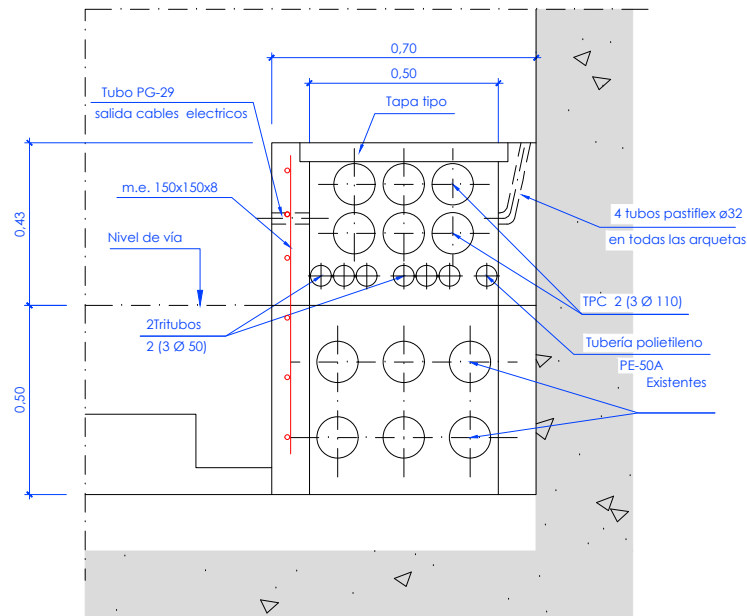 0,70
0,50
Tubo PG-29
salida cables electricos
Tapa tipo
m.e. 150x150x8
4 tubos pastiflex ø32
en todas las arquetas
0,43
Nivel de vía
TPC 2 (3 Ø 110)
2Tritubos
2 (3 Ø 50)
Tubería polietileno
PE-50A
Existentes
0,50